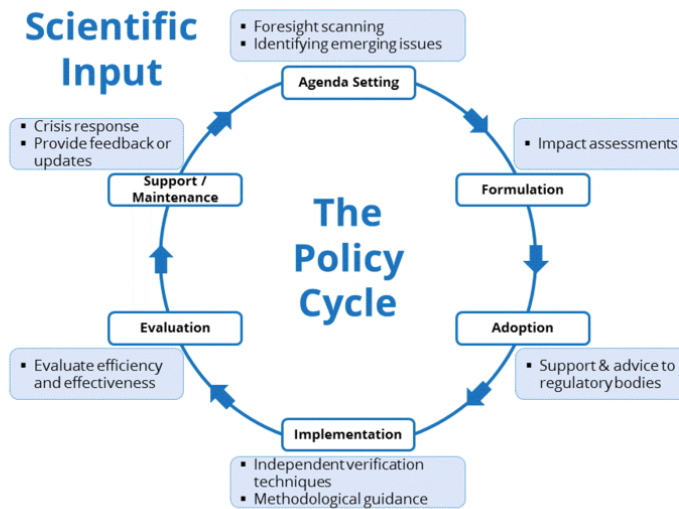 Scientific
Input
▪ Foresight scanning
▪ Identifying emerging issues
Agenda Setting
▪ Crisis response
▪ Provide feedback or
updates
Support /
Maintenance
▪ Impact assessments
Formulation
The
Policy
Cycle
Evaluation
▪ Evaluate efficiency
and effectiveness
Adoption
▪ Support & advice to
regulatory bodies
Implementation
▪ Independent verification
techniques
▪ Methodological guidance